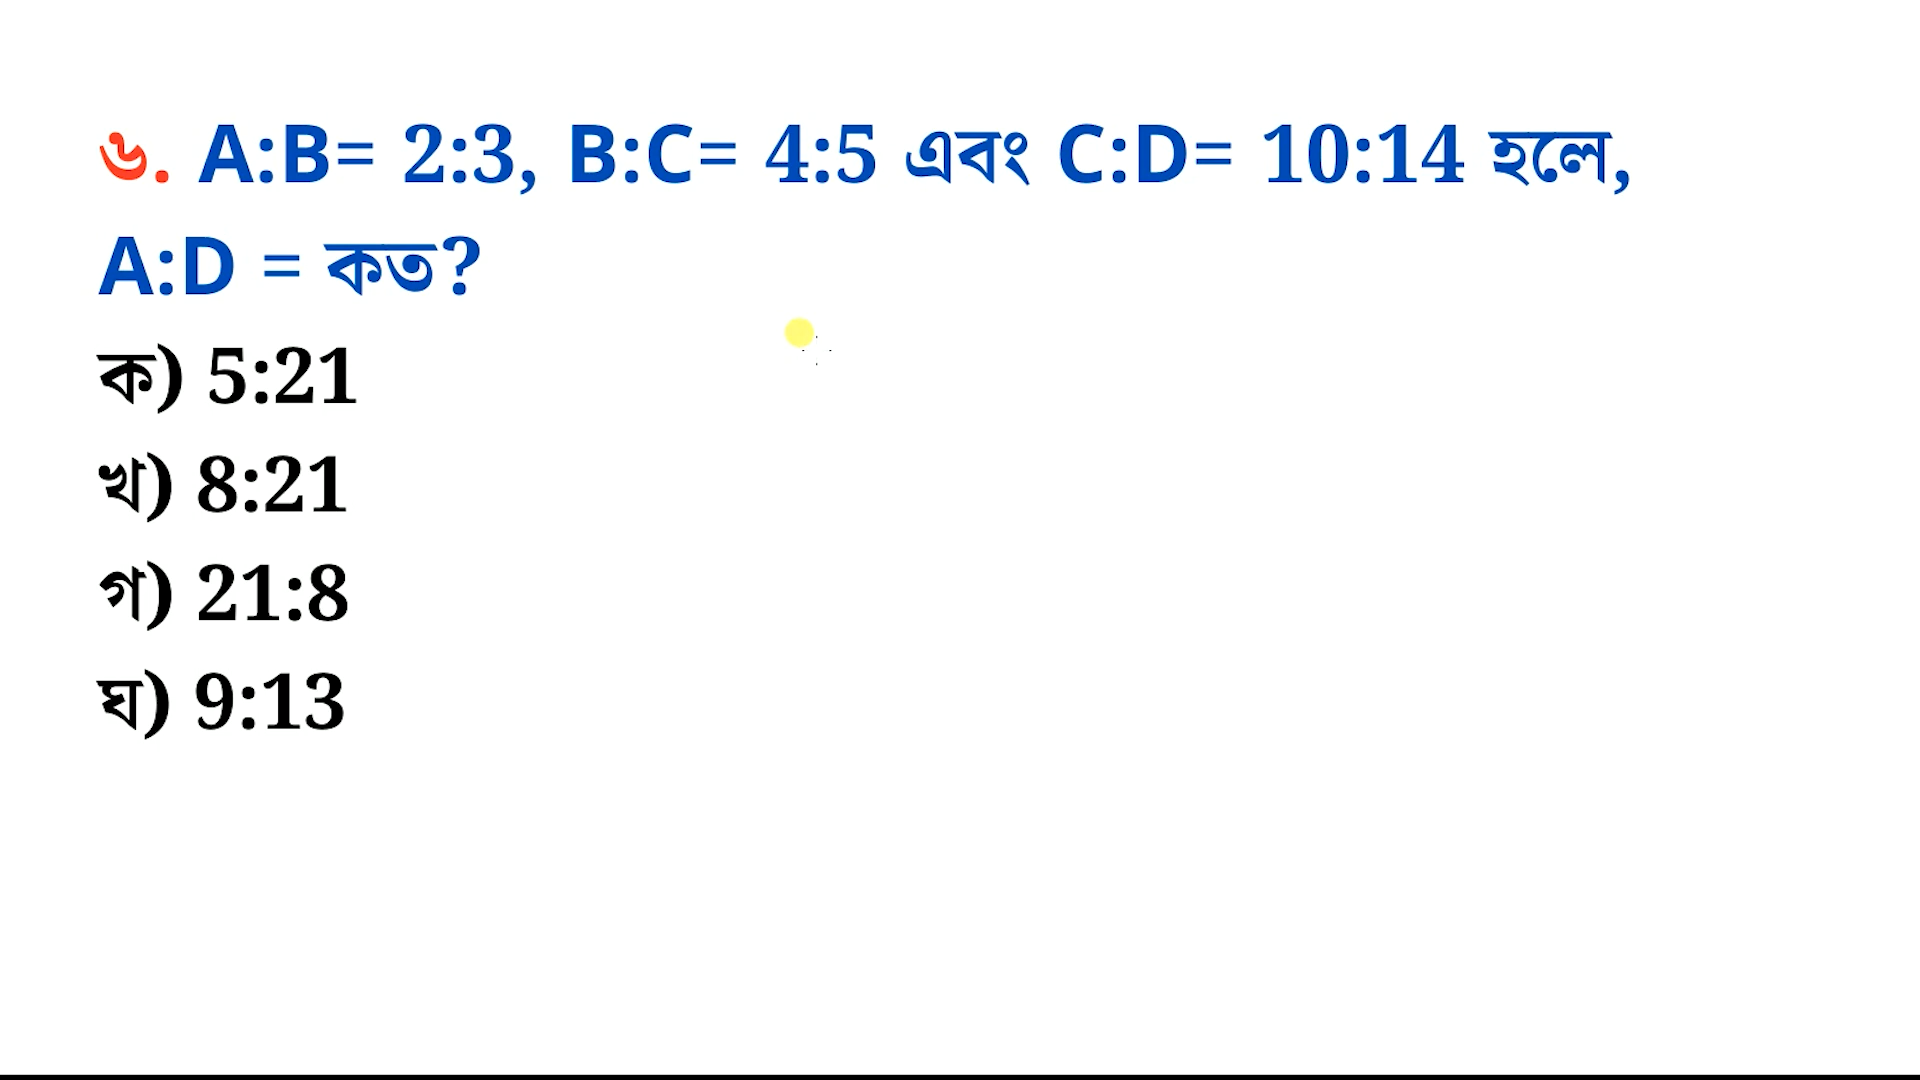 ৬. A:B= 2:3, B:C= 4:5 এবং C:D= 10:14 হলে,
A:D = কত?
ক) 5:21
খ) 8:21
গ) 21:8
ঘ) 9:13